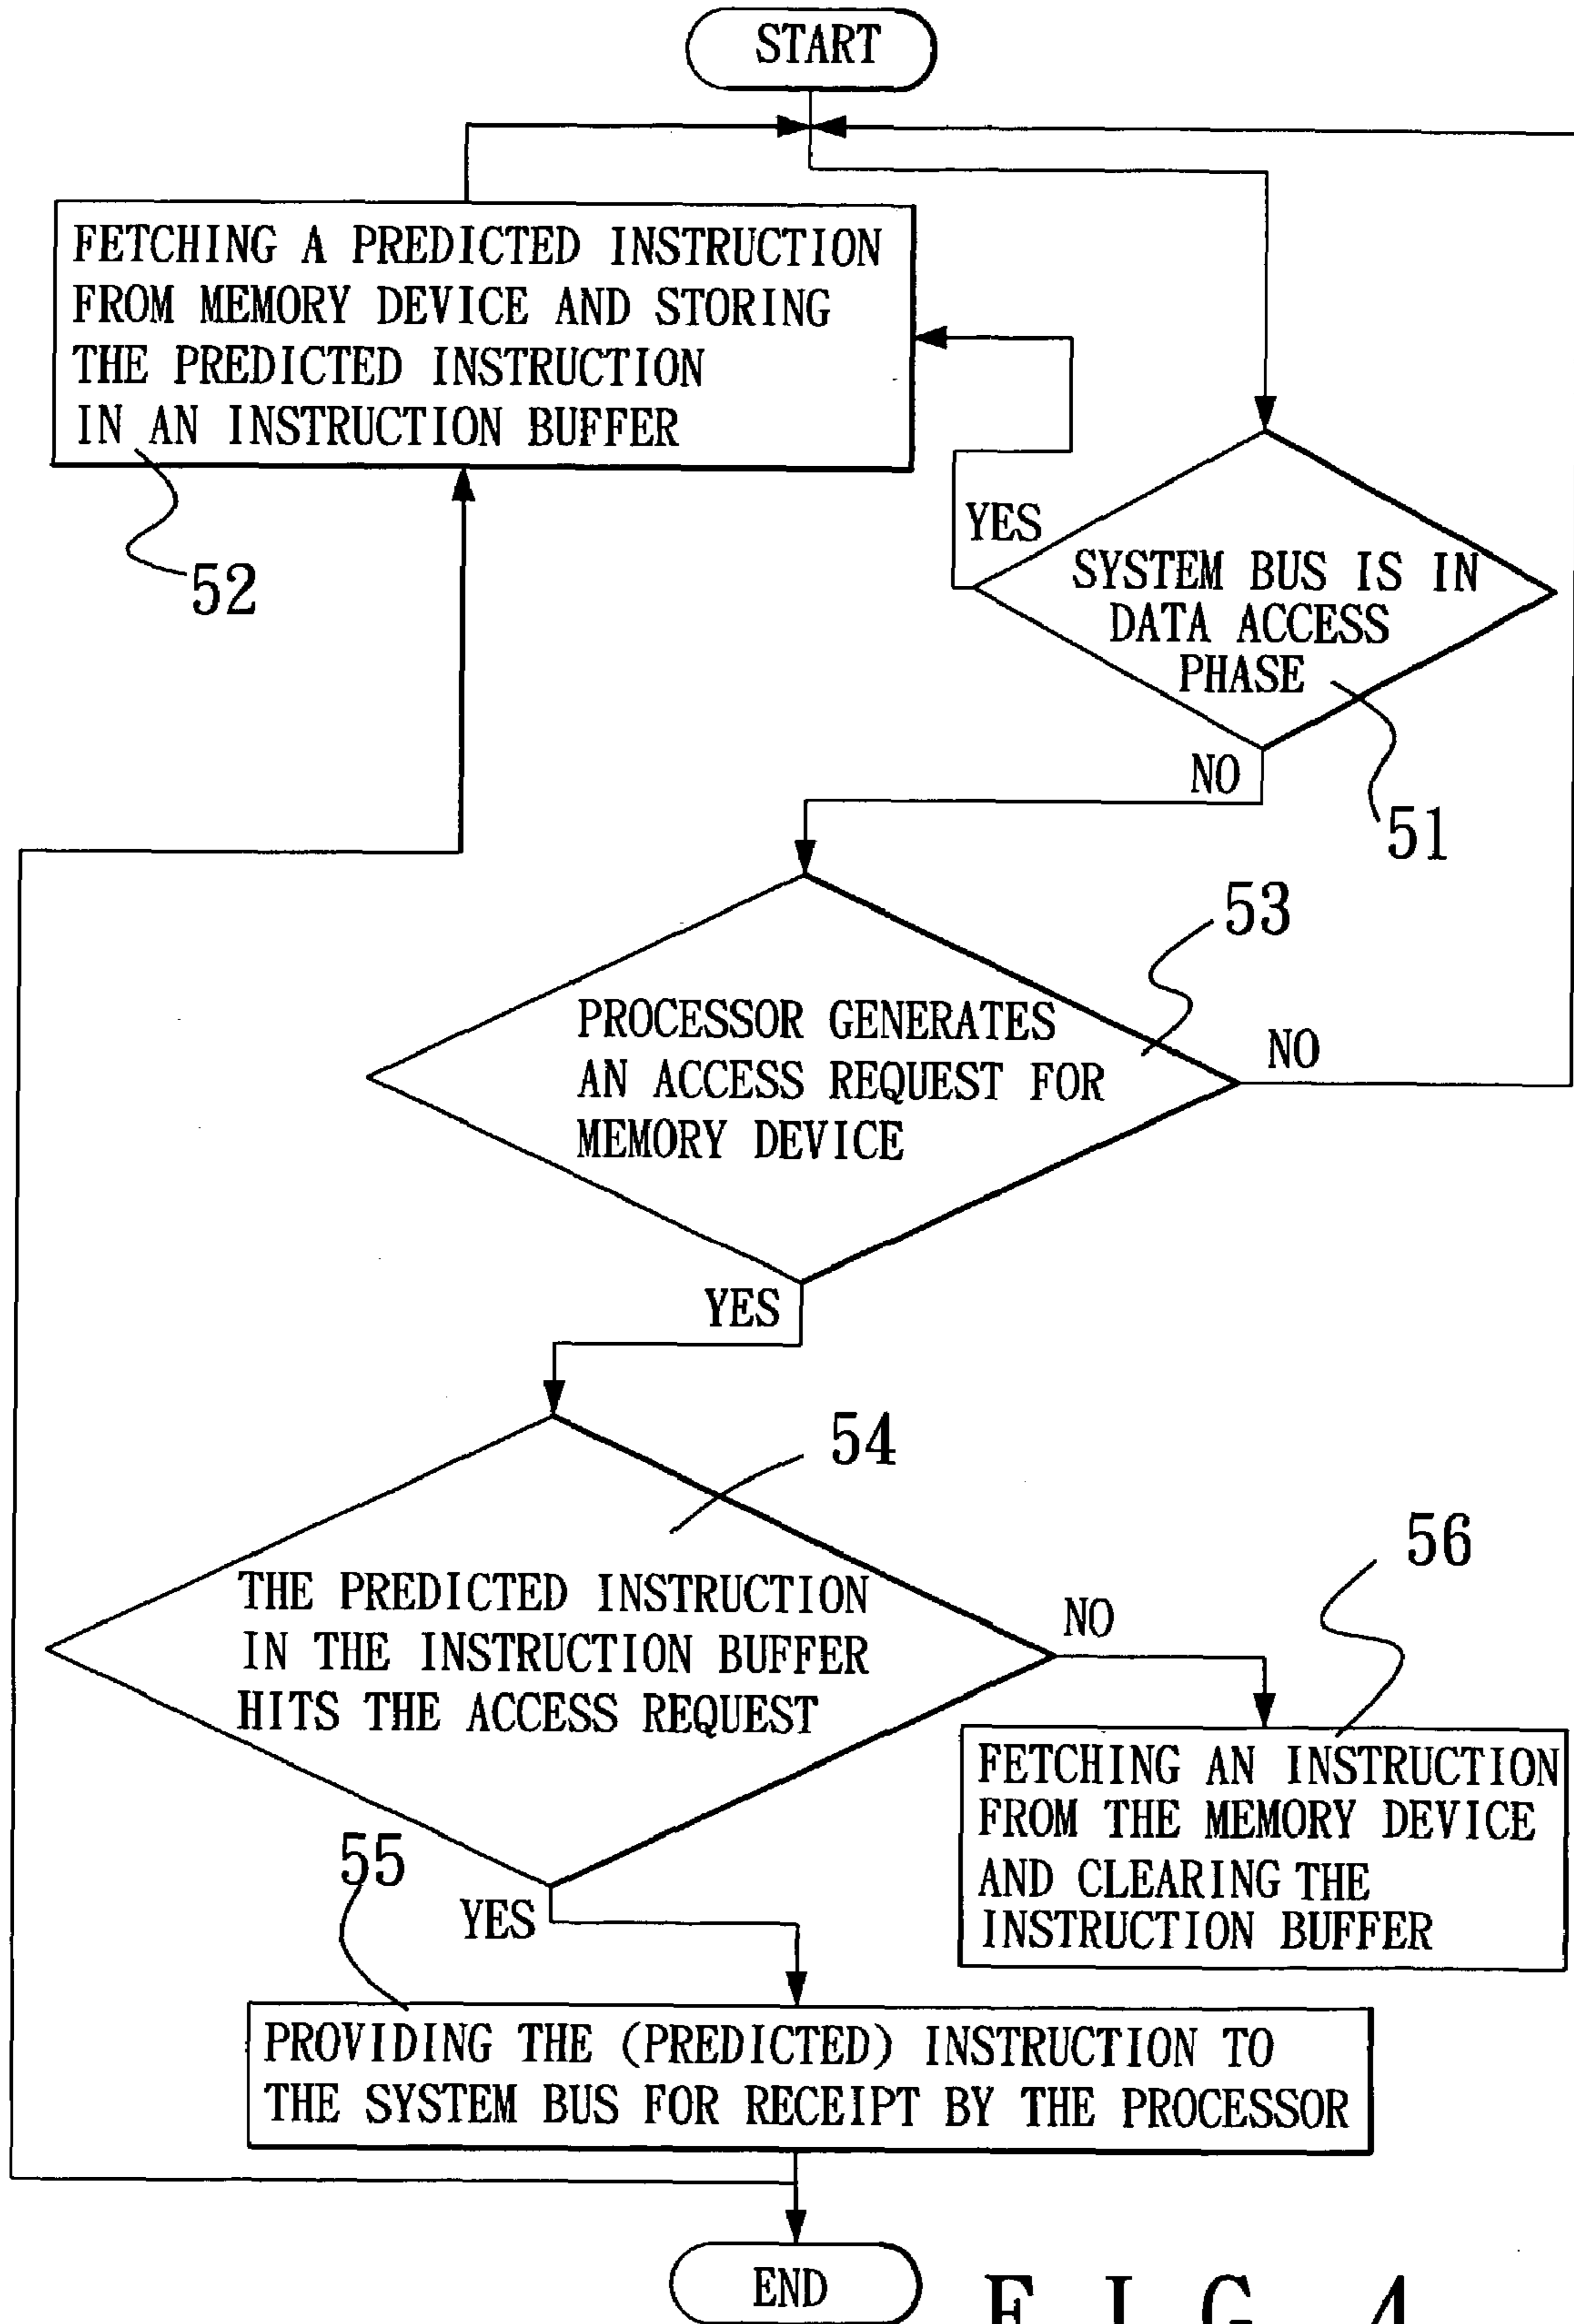 START
FETCHING A PREDICTED INSTRUCTION
FROM MEMORY DEVICE AND STORING
THE PREDICTED INSTRUCTION
IN AN INSTRUCTION BUFFER
52
YES
SYSTEM BUS IS IN
DATA ACCESS
PHASE
NO
51
53
PROCESSOR GENERATES
AN ACCESS REQUEST FOR
MEMORY DEVICE
NO
YES
54
THE PREDICTED INSTRUCTION
IN THE INSTRUCTION BUFFER
HITS THE ACCESS REQUEST
NO
56
FETCHING AN INSTRUCTION
FROM THE MEMORY DEVICE
AND CLEARING THE
INSTRUCTION BUFFER
55
YES
PROVIDING THE (PREDICTED) INSTRUCTION TO
THE SYSTEM BUS FOR RECEIPT BY THE PROCESSOR
END
FIG. 4